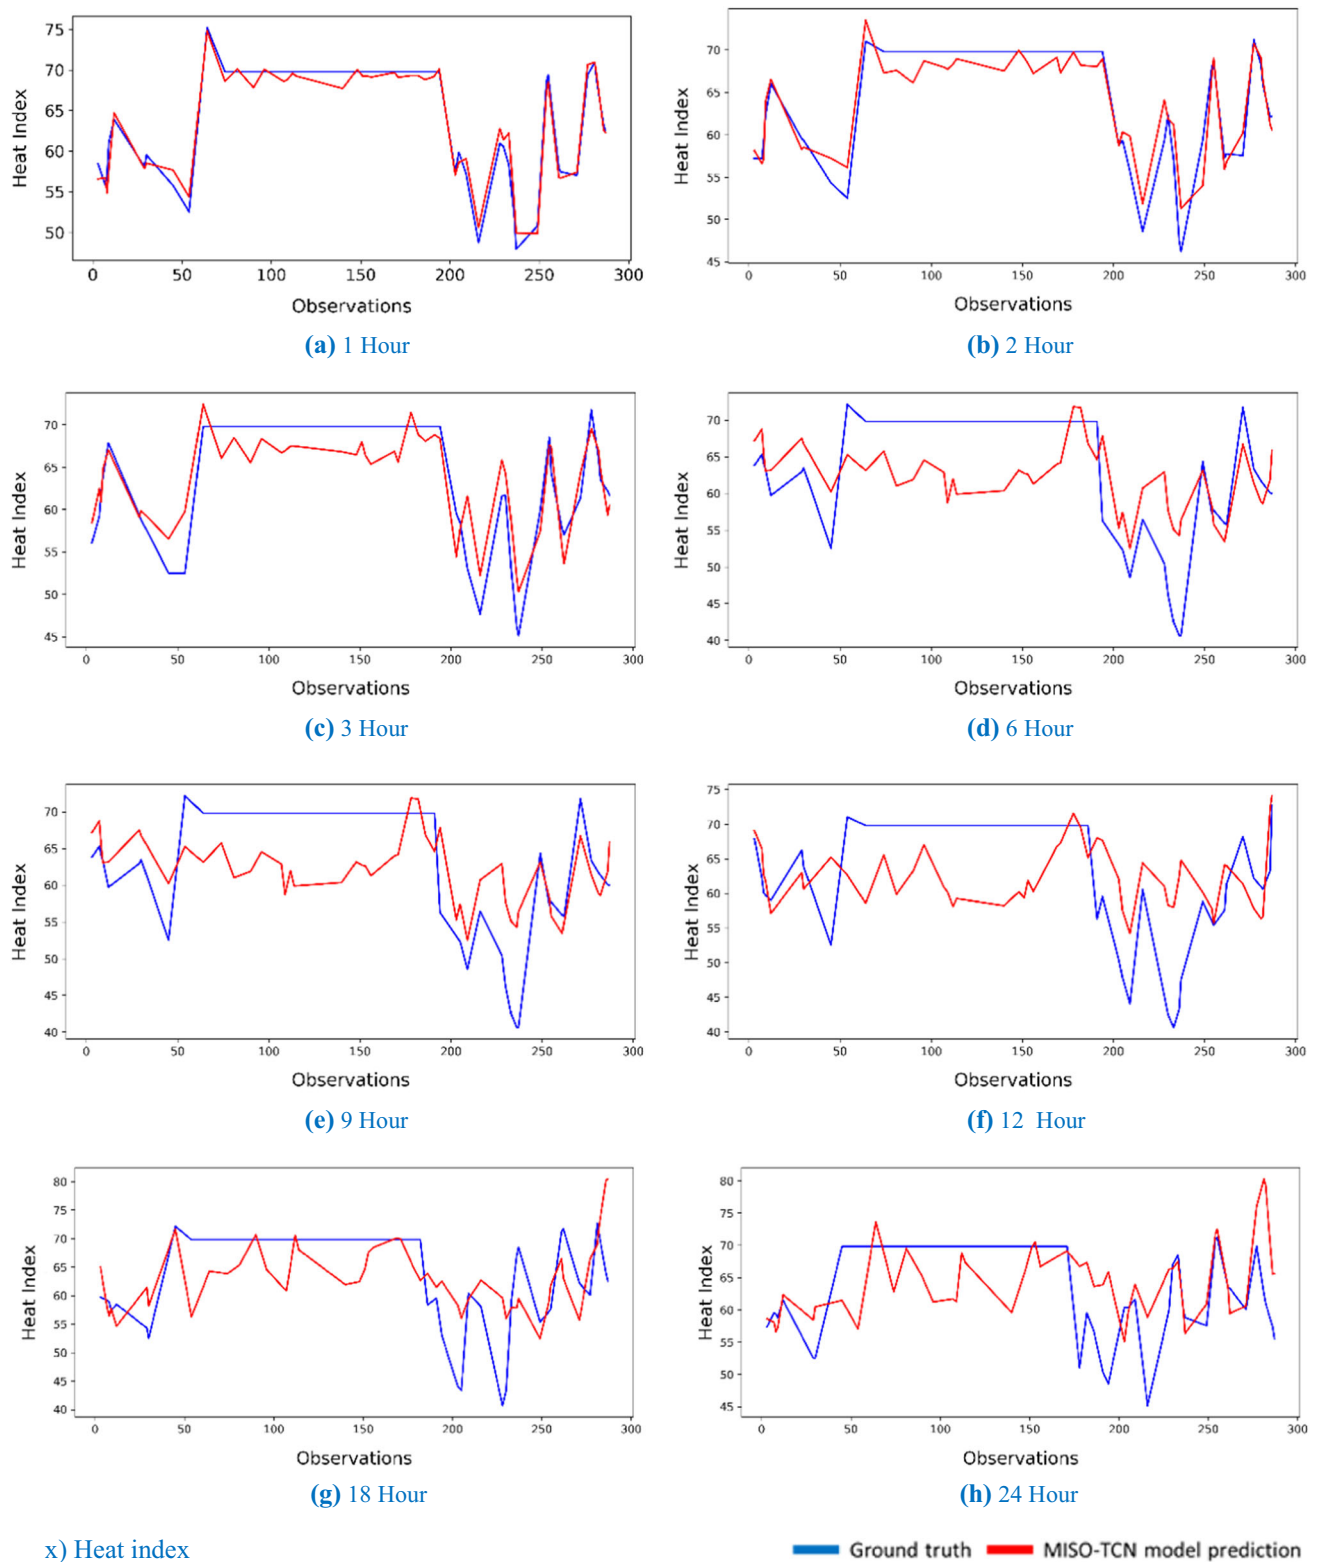 75
70
65
60
55
50
Heat Index
0 50 100 150 200 250 300
Observations
(a) 1 Hour
70
65
60
55
50
45
Heat Index
0 50 100 150 200 250 300
Observations
(b) 2 Hour
70
65
60
55
50
45
Heat Index
0 50 100 150 200 250 300
Observations
(c) 3 Hour
70
65
60
55
50
45
40
Heat Index
0 50 100 150 200 250 300
Observations
(d) 6 Hour
70
65
60
55
50
45
40
Heat Index
0 50 100 150 200 250 300
Observations
(e) 9 Hour
75
70
65
60
55
50
45
40
Heat Index
0 50 100 150 200 250 300
Observations
(f) 12 Hour
80
75
70
65
60
55
50
45
40
Heat Index
0 50 100 150 200 250 300
Observations
(g) 18 Hour
80
75
70
65
60
55
50
45
Heat Index
0 50 100 150 200 250 300
Observations
(h) 24 Hour
x) Heat index
Ground truth MISO-TCN model prediction